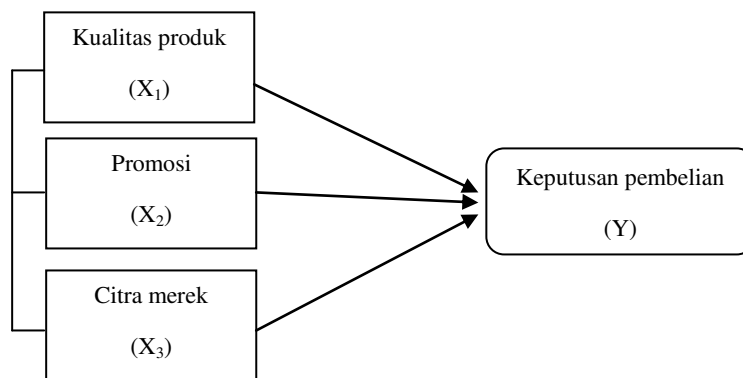 Kualitas produk
(X₁)
Promosi
(X₂)
Citra merek
(X₃)
Keputusan pembelian
(Y)